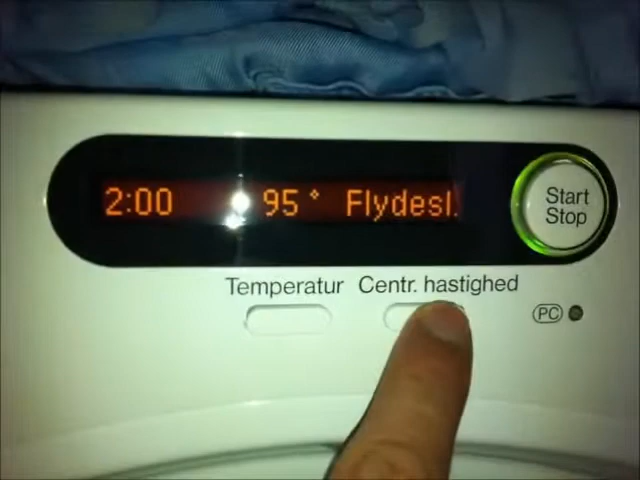 2:00 95° Flydesl.
Start
Stop
Temperatur Centr. hastighed
PC